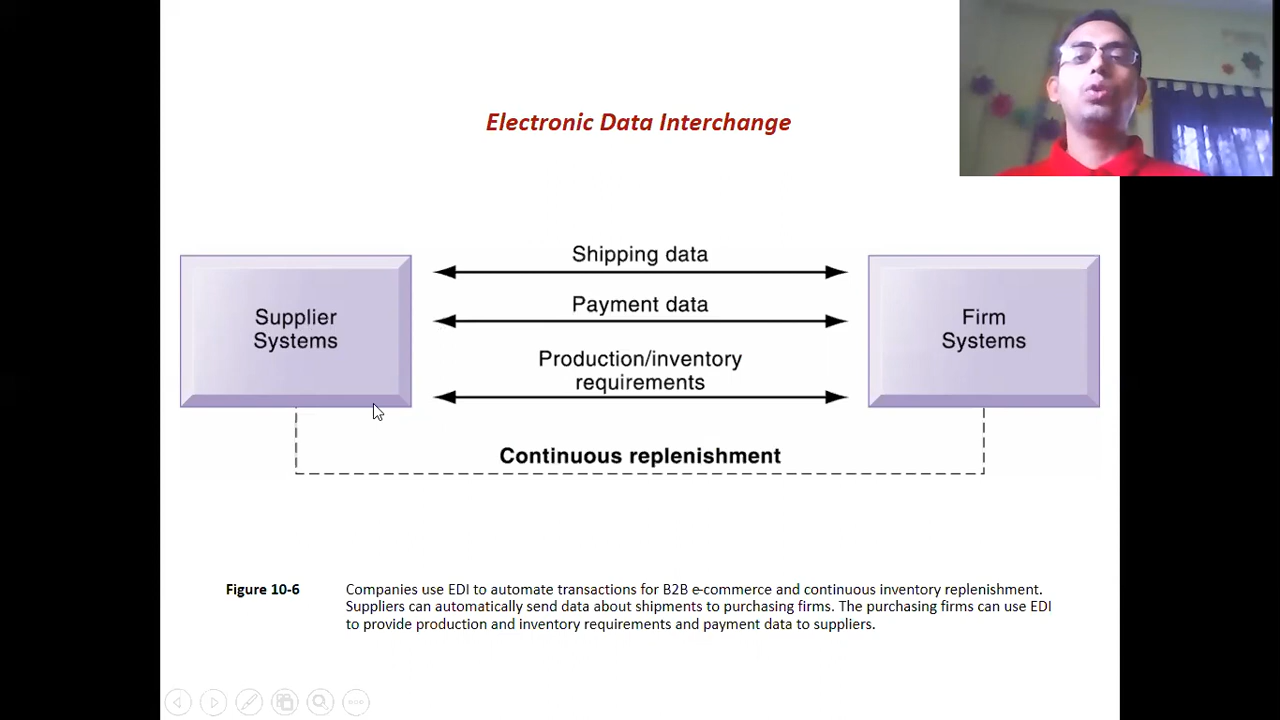 Electronic Data Interchange
Supplier
Systems
Shipping data
Payment data
Production/inventory
requirements
Firm
Systems
Continuous replenishment
Figure 10-6
Companies use EDI to automate transactions for B2B e-commerce and continuous inventory replenishment.
Suppliers can automatically send data about shipments to purchasing firms. The purchasing firms can use EDI
to provide production and inventory requirements and payment data to suppliers.